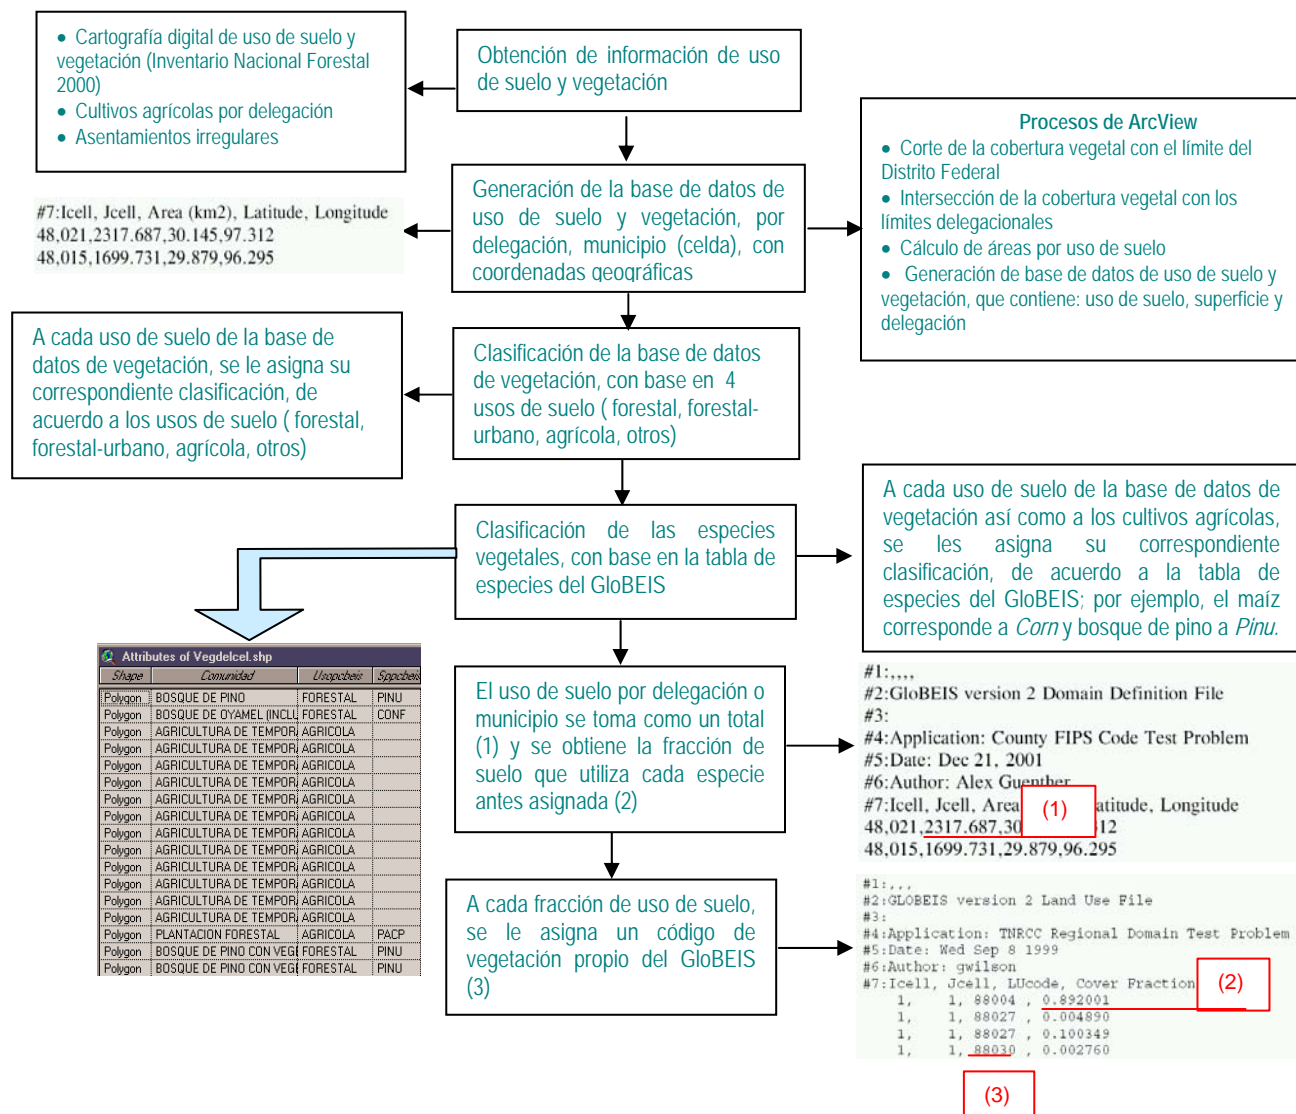 • Cartografía digital de uso de suelo y
vegetación (Inventario Nacional Forestal
2000)
• Cultivos agrícolas por delegación
• Asentamientos irregulares
Obtención de información de uso
de suelo y vegetación
Procesos de ArcView
• Corte de la cobertura vegetal con el límite del
Distrito Federal
• Intersección de la cobertura vegetal con los
límites delegacionales
• Cálculo de áreas por uso de suelo
• Generación de base de datos de uso de suelo y
vegetación, que contiene: uso de suelo, superficie y
delegación
Generación de la base de datos de
uso de suelo y vegetación, por
delegación, municipio (celda), con
coordenadas geográficas
#7:Icell, Jcell, Area (km2), Latitude, Longitude
48,021,2317.687,30.145,97.312
48,015,1699.731,29.879,96.295
A cada uso de suelo de la base de
datos de vegetación, se le asigna su
correspondiente clasificación, de
acuerdo a los usos de suelo ( forestal,
forestal-urbano, agrícola, otros)
Clasificación de la base de datos
de vegetación, con base en 4
usos de suelo ( forestal, forestal-
urbano, agrícola, otros)
Clasificación de las especies
vegetales, con base en la tabla de
especies del GloBEIS
A cada uso de suelo de la base de datos de
vegetación así como a los cultivos agrícolas,
se les asigna su correspondiente
clasificación, de acuerdo a la tabla de
especies del GloBEIS; por ejemplo, el maíz
corresponde a Corn y bosque de pino a Pinu.
Attributes of Vegdelcel.shp
Shape Comunidad Usopcbeis Sppcbeis
Polygon BOSQUE DE PINO FORESTAL PINU
Polygon BOSQUE DE OYAMEL (INCLU FORESTAL CONF
Polygon AGRICULTURA DE TEMPORA AGRICOLA
Polygon AGRICULTURA DE TEMPORA AGRICOLA
Polygon AGRICULTURA DE TEMPORA AGRICOLA
Polygon AGRICULTURA DE TEMPORA AGRICOLA
Polygon AGRICULTURA DE TEMPORA AGRICOLA
Polygon AGRICULTURA DE TEMPORA AGRICOLA
Polygon AGRICULTURA DE TEMPORA AGRICOLA
Polygon AGRICULTURA DE TEMPORA AGRICOLA
Polygon AGRICULTURA DE TEMPORA AGRICOLA
Polygon AGRICULTURA DE TEMPORA AGRICOLA
Polygon AGRICULTURA DE TEMPORA AGRICOLA
Polygon AGRICULTURA DE TEMPORA AGRICOLA
Polygon PLANTACION FORESTAL AGRICOLA PACP
Polygon BOSQUE DE PINO CON VEGE FORESTAL PINU
Polygon BOSQUE DE PINO CON VEGE FORESTAL PINU
El uso de suelo por delegación o
municipio se toma como un total
(1) y se obtiene la fracción de
suelo que utiliza cada especie
antes asignada (2)
#1:,,,,
#2:GloBEIS version 2 Domain Definition File
#3:
#4:Application: County FIPS Code Test Problem
#5:Date: Dec 21, 2001
#6:Author: Alex Guenther
#7:Icell, Jcell, Area atitude, Longitude
48,021,2317.687,30 312
48,015,1699.731,29.879,96.295
(1)
A cada fracción de uso de suelo,
se le asigna un código de
vegetación propio del GloBEIS
(3)
#1:,,,
#2:GLOBEIS version 2 Land Use File
#3:
#4:Application: TNRCC Regional Domain Test Problem
#5:Date: Wed Sep 8 1999
#6:Author: gwilson
#7:Icell, Jcell, LUcode, Cover Fraction
1, 1, 88004 , 0.892001
1, 1, 88027 , 0.004890
1, 1, 88027 , 0.100349
1, 1, 88030 , 0.002760
(2)
(3)